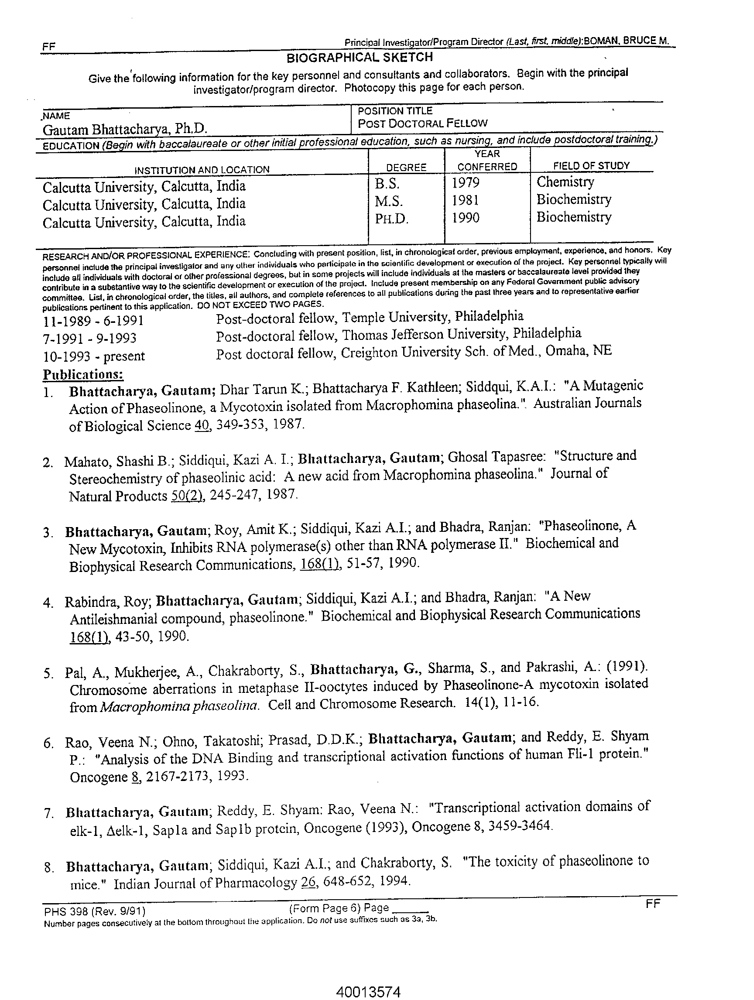 FF
Principal Investigator/Program Director (Last, first, middle):BOMAN, BRUCE M.
BIOGRAPHICAL SKETCH
Give the following information for the key personnel and consultants and collaborators. Begin with the principal
investigator/program director. Photocopy this page for each person.
NAME
Gautam Bhattacharya, Ph.D.
POSITION TITLE
POST DOCTORAL FELLOW
EDUCATION (Begin with baccalaureate or other initial professional education, such as nursing, and include postdoctoral training.)
INSTITUTION AND LOCATION DEGREE YEAR CONFERRED FIELD OF STUDY
Calcutta University, Calcutta, India B.S. 1979 Chemistry
Calcutta University, Calcutta, India M.S. 1981 Biochemistry
Calcutta University, Calcutta, India PH.D. 1990 Biochemistry
RESEARCH AND/OR PROFESSIONAL EXPERIENCE: Concluding with present position, list, in chronological order, previous employment, experience, and honors. Key
personnel include the principal investigator and any other individuals who participate in the scientific development or execution of the project. Key personnel typically will
include all individuals with doctoral or other professional degrees, but in some projects will include individuals at the masters or baccalaureate level provided they
contribute in a substantive way to the scientific development or execution of the project. Include present membership on any Federal Government public advisory
committee. List, in chronological order, the titles, all authors, and complete references to all publications during the past three years and to representative earlier
publications pertinent to this application. DO NOT EXCEED TWO PAGES.
11-1989 - 6-1991 Post-doctoral fellow, Temple University, Philadelphia
7-1991 - 9-1993 Post-doctoral fellow, Thomas Jefferson University, Philadelphia
10-1993 - present Post doctoral fellow, Creighton University Sch. of Med., Omaha, NE
Publications:
1. Bhattacharya, Gautam; Dhar Tarun K.; Bhattacharya F. Kathleen; Siddqui, K.A.I.: "A Mutagenic
Action of Phaseolinone, a Mycotoxin isolated from Macrophomina phaseolina." Australian Journals
of Biological Science 40, 349-353, 1987.
2. Mahato, Shashi B.; Siddiqui, Kazi A. I.; Bhattacharya, Gautam; Ghosal Tapasree: "Structure and
Stereochemistry of phaseolinic acid: A new acid from Macrophomina phaseolina." Journal of
Natural Products 50(2), 245-247, 1987.
3. Bhattacharya, Gautam; Roy, Amit K.; Siddiqui, Kazi A.I.; and Bhadra, Ranjan: "Phaseolinone, A
New Mycotoxin, Inhibits RNA polymerase(s) other than RNA polymerase II." Biochemical and
Biophysical Research Communications, 168(1), 51-57, 1990.
4. Rabindra, Roy; Bhattacharya, Gautam; Siddiqui, Kazi A.I.; and Bhadra, Ranjan: "A New
Antileishmanial compound, phaseolinone." Biochemical and Biophysical Research Communications
168(1), 43-50, 1990.
5. Pal, A., Mukherjee, A., Chakraborty, S., Bhattacharya, G., Sharma, S., and Pakrashi, A.: (1991).
Chromosome aberrations in metaphase II-ooctytes induced by Phaseolinone-A mycotoxin isolated
from Macrophomina phaseolina. Cell and Chromosome Research. 14(1), 11-16.
6. Rao, Veena N.; Ohno, Takatoshi; Prasad, D.D.K.; Bhattacharya, Gautam; and Reddy, E. Shyam
P.: "Analysis of the DNA Binding and transcriptional activation functions of human Fli-1 protein."
Oncogene 8, 2167-2173, 1993.
7. Bhattacharya, Gautam; Reddy, E. Shyam: Rao, Veena N.: "Transcriptional activation domains of
elk-1, Δelk-1, Sap1a and Sap1b protein, Oncogene (1993), Oncogene 8, 3459-3464.
8. Bhattacharya, Gautam; Siddiqui, Kazi A.I.; and Chakraborty, S. "The toxicity of phaseolinone to
mice." Indian Journal of Pharmacology 26, 648-652, 1994.
PHS 398 (Rev. 9/91) (Form Page 6) Page ______ FF
Number pages consecutively at the bottom throughout the application. Do not use suffixes such as 3a, 3b.
40013574